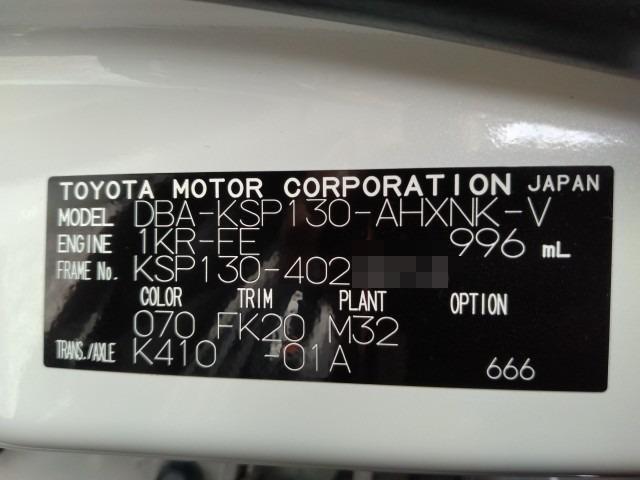 TOYOTA MOTOR CORPORATION JAPAN
MODEL DBA-KSP130-AHXNK-V
ENGINE 1KR-FE 996 mL
FRAME No. KSP130-402
COLOR TRIM PLANT OPTION
070 FK20 M32
TRANS./AXLE K410 -01A
666